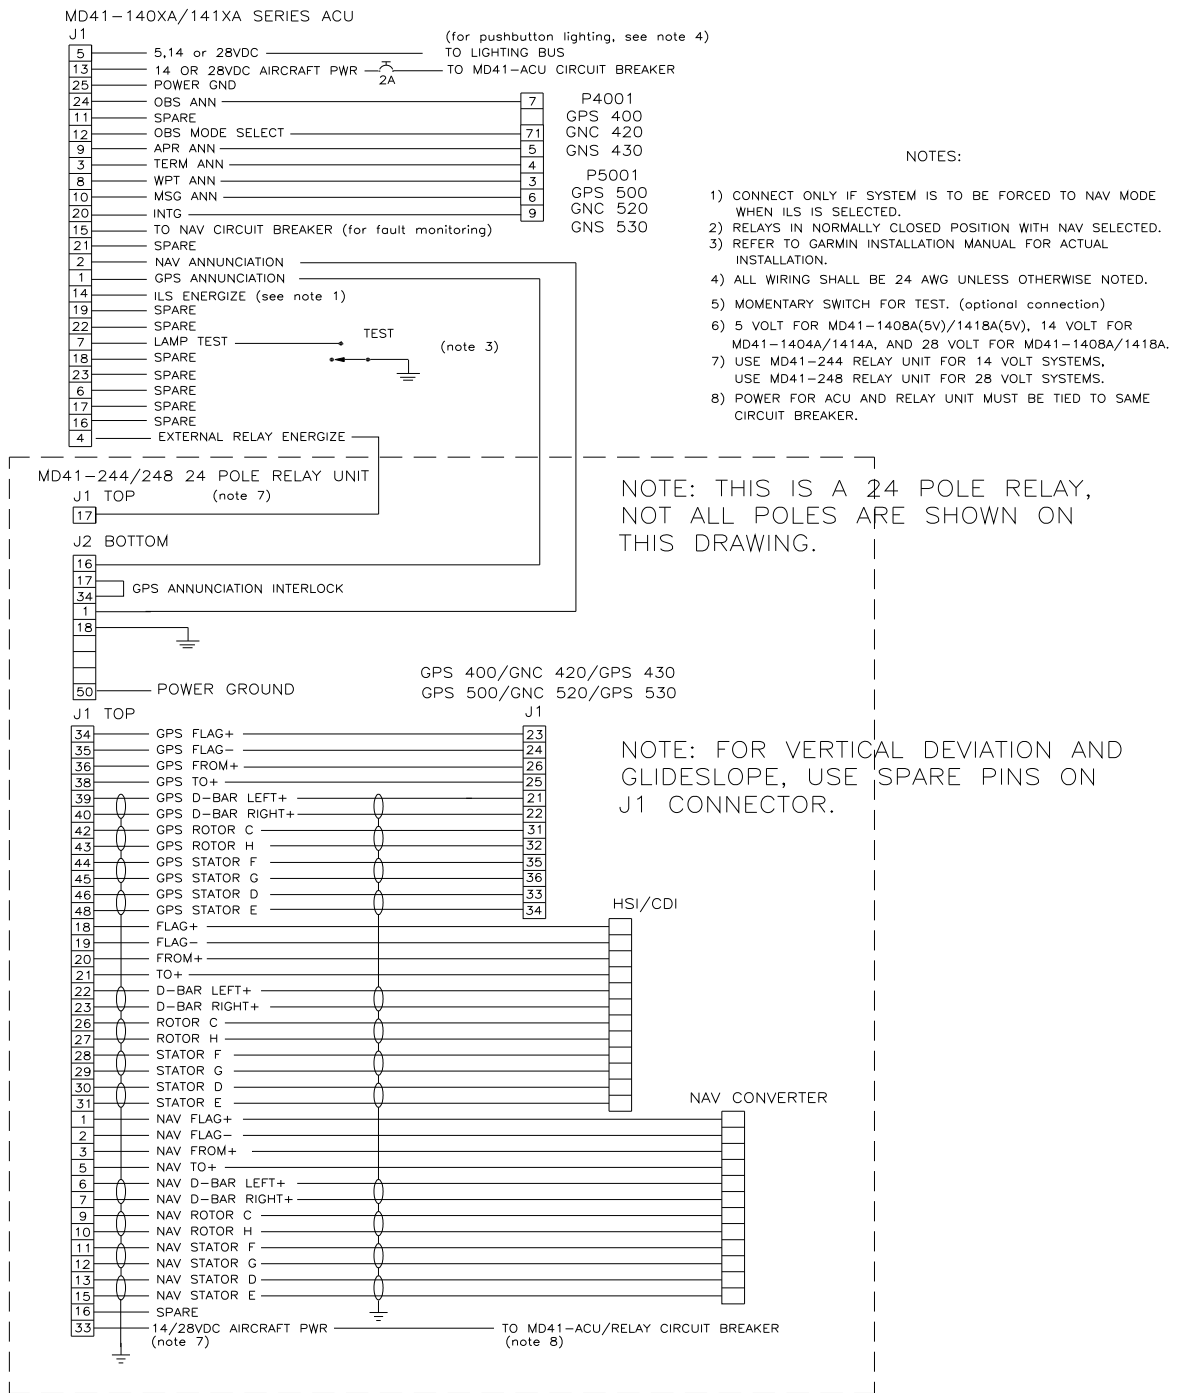 MD41-140XA/141XA SERIES ACU
J1
(for pushbutton lighting, see note 4)
5 5,14 or 28VDC TO LIGHTING BUS
13 14 OR 28VDC AIRCRAFT PWR 2A TO MD41-ACU CIRCUIT BREAKER
25 POWER GND
24 OBS ANN 7
11 SPARE
12 OBS MODE SELECT 71
9 APR ANN 5
3 TERM ANN 4
8 WPT ANN 3
10 MSG ANN 6
20 INTG 9
P4001
GPS 400
GNC 420
GNS 430
P5001
GPS 500
GNC 520
GNS 530
15 TO NAV CIRCUIT BREAKER (for fault monitoring)
21 SPARE
2 NAV ANNUNCIATION
1 GPS ANNUNCIATION
14 ILS ENERGIZE (see note 1)
19 SPARE
22 SPARE
7 LAMP TEST TEST (note 3)
18 SPARE
23 SPARE
6 SPARE
17 SPARE
16 SPARE
4 EXTERNAL RELAY ENERGIZE
NOTES:
1) CONNECT ONLY IF SYSTEM IS TO BE FORCED TO NAV MODE
WHEN ILS IS SELECTED.
2) RELAYS IN NORMALLY CLOSED POSITION WITH NAV SELECTED.
3) REFER TO GARMIN INSTALLATION MANUAL FOR ACTUAL
INSTALLATION.
4) ALL WIRING SHALL BE 24 AWG UNLESS OTHERWISE NOTED.
5) MOMENTARY SWITCH FOR TEST. (optional connection)
6) 5 VOLT FOR MD41-1408A(5V)/1418A(5V), 14 VOLT FOR
MD41-1404A/1414A, AND 28 VOLT FOR MD41-1408A/1418A.
7) USE MD41-244 RELAY UNIT FOR 14 VOLT SYSTEMS,
USE MD41-248 RELAY UNIT FOR 28 VOLT SYSTEMS.
8) POWER FOR ACU AND RELAY UNIT MUST BE TIED TO SAME
CIRCUIT BREAKER.
MD41-244/248 24 POLE RELAY UNIT
J1 TOP (note 7)
17
NOTE: THIS IS A 24 POLE RELAY,
NOT ALL POLES ARE SHOWN ON
THIS DRAWING.
J2 BOTTOM
16
17
34
GPS ANNUNCIATION INTERLOCK
1
18
50 POWER GROUND
GPS 400/GNC 420/GPS 430
GPS 500/GNC 520/GPS 530
J1 TOP J1
34 GPS FLAG+ 23
35 GPS FLAG- 24
36 GPS FROM+ 26
38 GPS TO+ 25
39 GPS D-BAR LEFT+ 21
40 GPS D-BAR RIGHT+ 22
42 GPS ROTOR C 31
43 GPS ROTOR H 32
44 GPS STATOR F 35
45 GPS STATOR G 36
46 GPS STATOR D 33
48 GPS STATOR E 34
NOTE: FOR VERTICAL DEVIATION AND
GLIDESLOPE, USE SPARE PINS ON
J1 CONNECTOR.
HSI/CDI
18 FLAG+
19 FLAG-
20 FROM+
21 TO+
22 D-BAR LEFT+
23 D-BAR RIGHT+
26 ROTOR C
27 ROTOR H
28 STATOR F
29 STATOR G
30 STATOR D
31 STATOR E
NAV CONVERTER
1 NAV FLAG+
2 NAV FLAG-
3 NAV FROM+
5 NAV TO+
6 NAV D-BAR LEFT+
7 NAV D-BAR RIGHT+
9 NAV ROTOR C
10 NAV ROTOR H
11 NAV STATOR F
12 NAV STATOR G
13 NAV STATOR D
15 NAV STATOR E
16 SPARE
33 14/28VDC AIRCRAFT PWR TO MD41-ACU/RELAY CIRCUIT BREAKER
(note 7) (note 8)